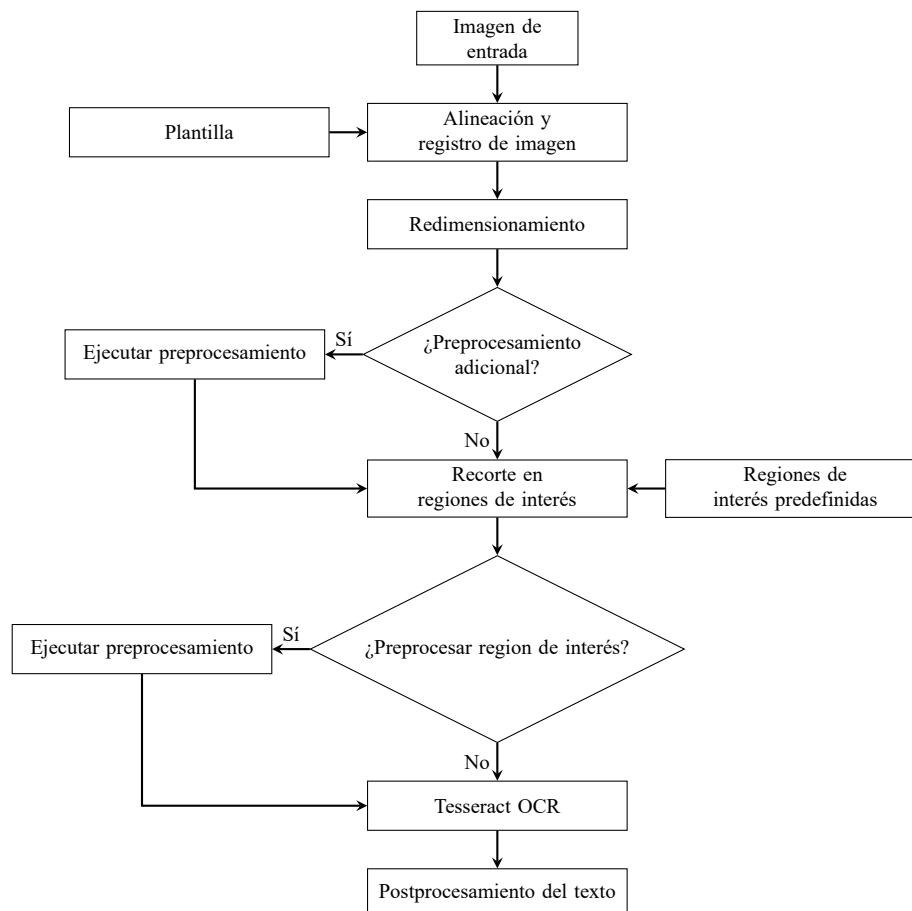 Imagen de
entrada
Plantilla
Alineación y
registro de imagen
Redimensionamiento
¿Preprocesamiento
adicional?
Sí
Ejecutar preprocesamiento
No
Recorte en
regiones de interés
Regiones de
interés predefinidas
¿Preprocesar region de interés?
Sí
Ejecutar preprocesamiento
No
Tesseract OCR
Postprocesamiento del texto